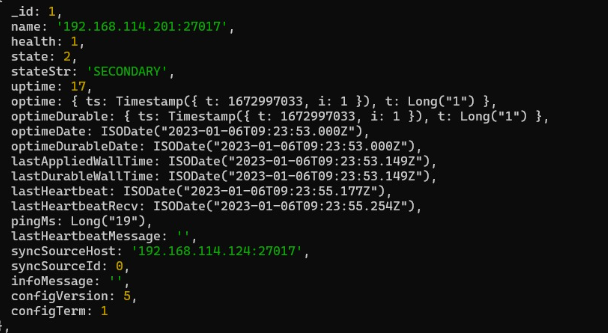 _id: 1,
name: '192.168.114.201:27017',
health: 1,
state: 2,
stateStr: 'SECONDARY',
uptime: 17,
optime: { ts: Timestamp({ t: 1672997033, i: 1 }), t: Long("1") },
optimeDurable: { ts: Timestamp({ t: 1672997033, i: 1 }), t: Long("1") },
optimeDate: ISODate("2023-01-06T09:23:53.000Z"),
optimeDurableDate: ISODate("2023-01-06T09:23:53.000Z"),
lastAppliedWallTime: ISODate("2023-01-06T09:23:53.149Z"),
lastDurableWallTime: ISODate("2023-01-06T09:23:53.149Z"),
lastHeartbeat: ISODate("2023-01-06T09:23:55.177Z"),
lastHeartbeatRecv: ISODate("2023-01-06T09:23:55.254Z"),
pingMs: Long("19"),
lastHeartbeatMessage: '',
syncSourceHost: '192.168.114.124:27017',
syncSourceId: 0,
infoMessage: '',
configVersion: 5,
configTerm: 1
},